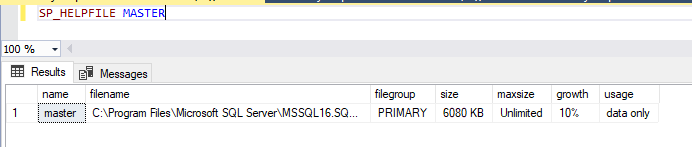 SP_HELPFILE MASTER
100 %
Results Messages
name filename filegroup size maxsize growth usage
1 master C:\Program Files\Microsoft SQL Server\MSSQL16.SQ... PRIMARY 6080 KB Unlimited 10% data only